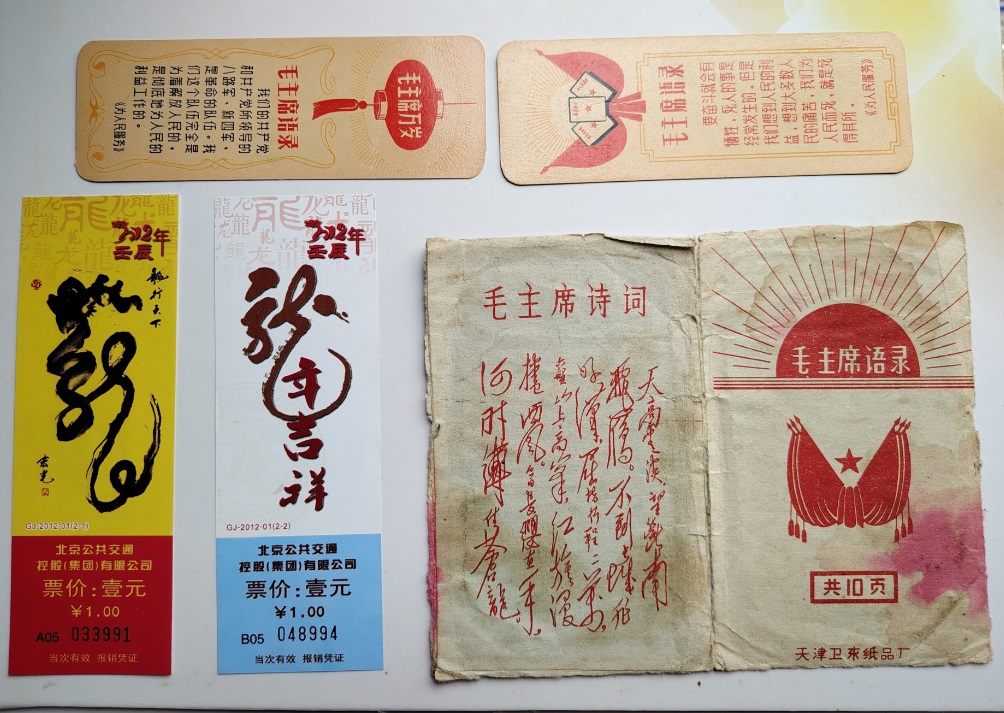 毛主席万岁
毛主席语录
我们的共产党
和共产党所领导的
八路军、新四军，
是革命的队伍。我
们这个队伍完全是
为着解放人民的，
是彻底地为人民的
利益工作的。
《为人民服务》
毛主席语录
要奋斗就会有
牺牲，死人的事是
经常发生的。但是
我们想到人民的利
益，想到大多数人
民的痛苦，我们为
人民而死，就是死
得其所。
《为人民服务》
2012年
壬辰
龙行天下
龍
GJ-2012-01(2-1)
北京公共交通
控股(集团)有限公司
票价:壹元
￥1.00
A05 033991
当次有效 报销凭证
2012年
壬辰
龍
年吉祥
GJ-2012-01(2-2)
北京公共交通
控股(集团)有限公司
票价:壹元
￥1.00
B05 048994
当次有效 报销凭证
毛主席诗词
天高云淡望断南
飛雁。不到长城非
好漢屈指行程二万。
六盘山上高峯红旗漫
捲西风。今日長纓在手，
何时縛住苍龍
毛主席语录
共10页
天津卫东纸品厂